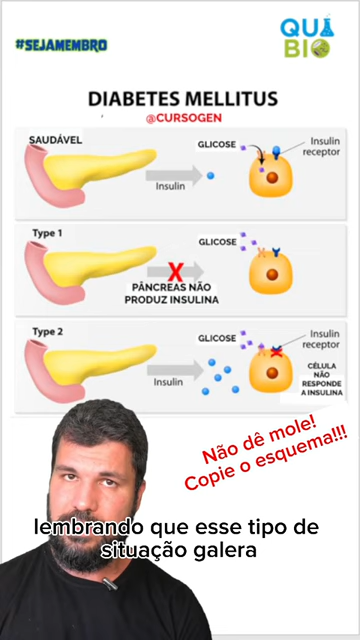 #SEJAMEMBRO
QUI
BIO
DIABETES MELLITUS
@CURSOGEN
SAUDÁVEL
GLICOSE
Insulin
receptor
Insulin
Type 1
GLICOSE
X
PÂNCREAS NÃO
PRODUZ INSULINA
Type 2
GLICOSE
Insulin
receptor
Insulin
CÉLULA
NÃO
RESPONDE
A INSULINA
Não dê mole!
Copie o esquema!!!
lembrando que esse tipo de
situação galera